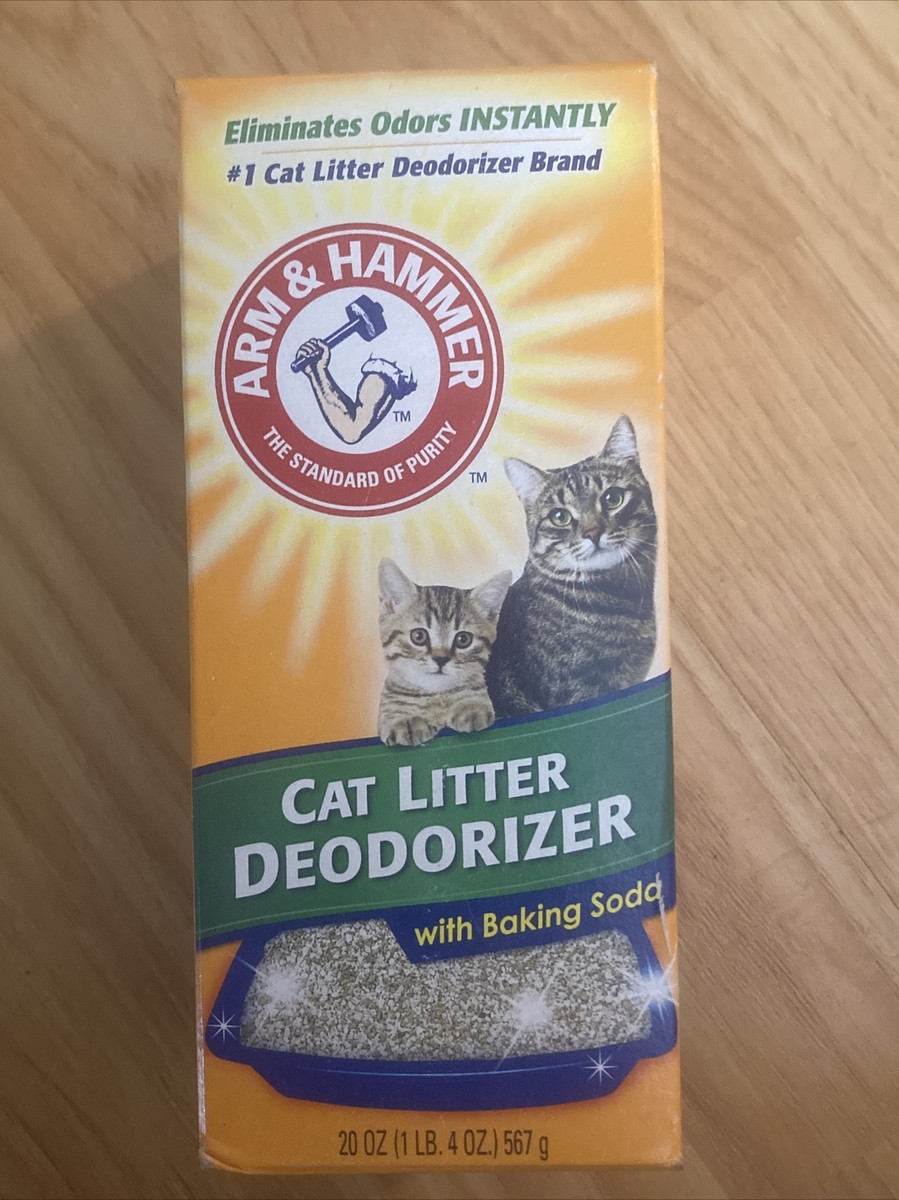 Eliminates Odors INSTANTLY
#1 Cat Litter Deodorizer Brand
ARM & HAMMER
TM
THE STANDARD OF PURITY
TM
CAT LITTER
DEODORIZER
with Baking Soda
20 OZ (1 LB. 4 OZ.) 567 g